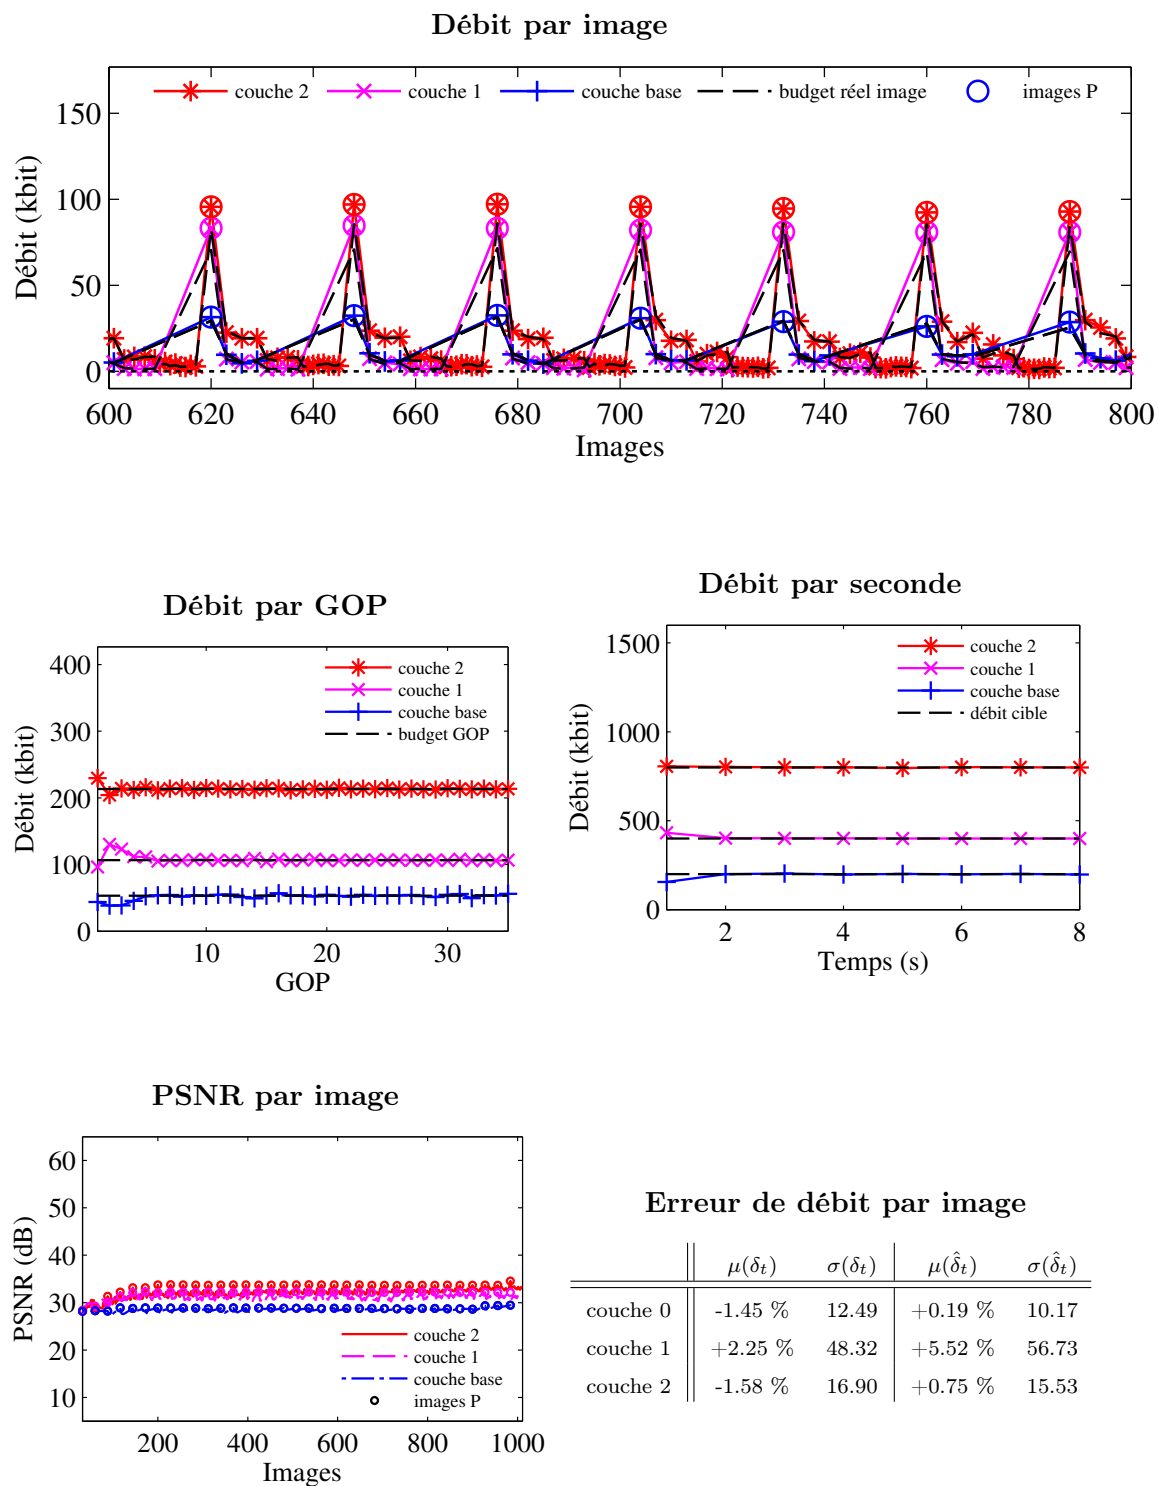 Débit par image
couche 2
couche 1
couche base
budget réel image
images P
150
100
50
0
Débit (kbit)
600 620 640 660 680 700 720 740 760 780 800
Images
Débit par GOP
couche 2
couche 1
couche base
budget GOP
400
300
200
100
0
Débit (kbit)
10 20 30
GOP
Débit par seconde
couche 2
couche 1
couche base
débit cible
1500
1000
500
0
Débit (kbit)
2 4 6 8
Temps (s)
PSNR par image
60
50
40
30
20
10
PSNR (dB)
couche 2
couche 1
couche base
images P
200 400 600 800 1000
Images
Erreur de débit par image
μ(δt) σ(δt) μ(δ̂t) σ(δ̂t)
couche 0 -1.45 % 12.49 +0.19 % 10.17
couche 1 +2.25 % 48.32 +5.52 % 56.73
couche 2 -1.58 % 16.90 +0.75 % 15.53